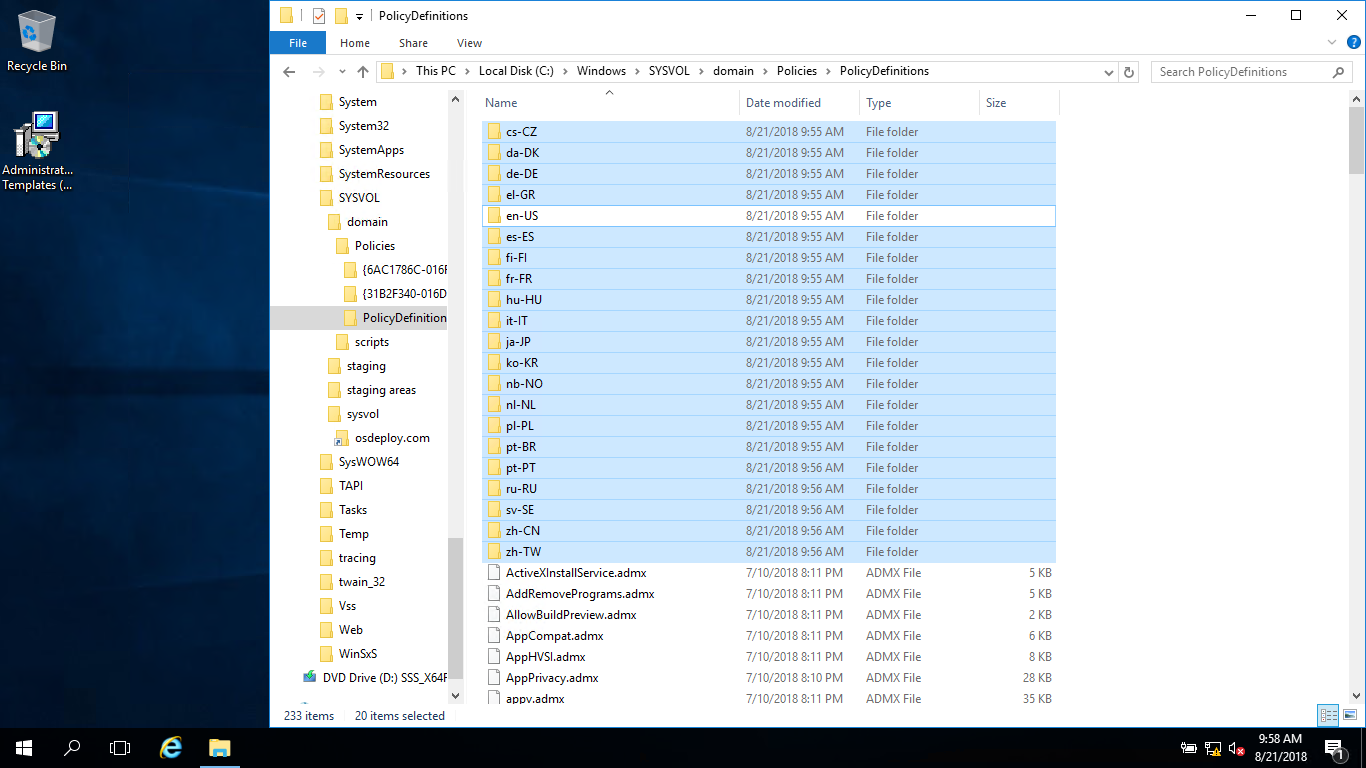 Recycle Bin
Administrat...
Templates (...
PolicyDefinitions
File Home Share View
This PC Local Disk (C:) Windows SYSVOL domain Policies PolicyDefinitions
Search PolicyDefinitions
System
System32
SystemApps
SystemResources
SYSVOL
domain
Policies
{6AC1786C-016F
{31B2F340-016D
PolicyDefinition
scripts
staging
staging areas
sysvol
osdeploy.com
SysWOW64
TAPI
Tasks
Temp
tracing
twain_32
Vss
Web
WinSxS
DVD Drive (D:) SSS_X64F
Name Date modified Type Size
cs-CZ 8/21/2018 9:55 AM File folder
da-DK 8/21/2018 9:55 AM File folder
de-DE 8/21/2018 9:55 AM File folder
el-GR 8/21/2018 9:55 AM File folder
en-US 8/21/2018 9:55 AM File folder
es-ES 8/21/2018 9:55 AM File folder
fi-FI 8/21/2018 9:55 AM File folder
fr-FR 8/21/2018 9:55 AM File folder
hu-HU 8/21/2018 9:55 AM File folder
it-IT 8/21/2018 9:55 AM File folder
ja-JP 8/21/2018 9:55 AM File folder
ko-KR 8/21/2018 9:55 AM File folder
nb-NO 8/21/2018 9:55 AM File folder
nl-NL 8/21/2018 9:55 AM File folder
pl-PL 8/21/2018 9:55 AM File folder
pt-BR 8/21/2018 9:55 AM File folder
pt-PT 8/21/2018 9:56 AM File folder
ru-RU 8/21/2018 9:56 AM File folder
sv-SE 8/21/2018 9:56 AM File folder
zh-CN 8/21/2018 9:56 AM File folder
zh-TW 8/21/2018 9:56 AM File folder
ActiveXInstallService.admx 7/10/2018 8:11 PM ADMX File 5 KB
AddRemovePrograms.admx 7/10/2018 8:11 PM ADMX File 5 KB
AllowBuildPreview.admx 7/10/2018 8:11 PM ADMX File 2 KB
AppCompat.admx 7/10/2018 8:11 PM ADMX File 6 KB
AppHVSI.admx 7/10/2018 8:11 PM ADMX File 8 KB
AppPrivacy.admx 7/10/2018 8:10 PM ADMX File 28 KB
appv.admx 7/10/2018 8:11 PM ADMX File 35 KB
233 items 20 items selected
9:58 AM
8/21/2018
1